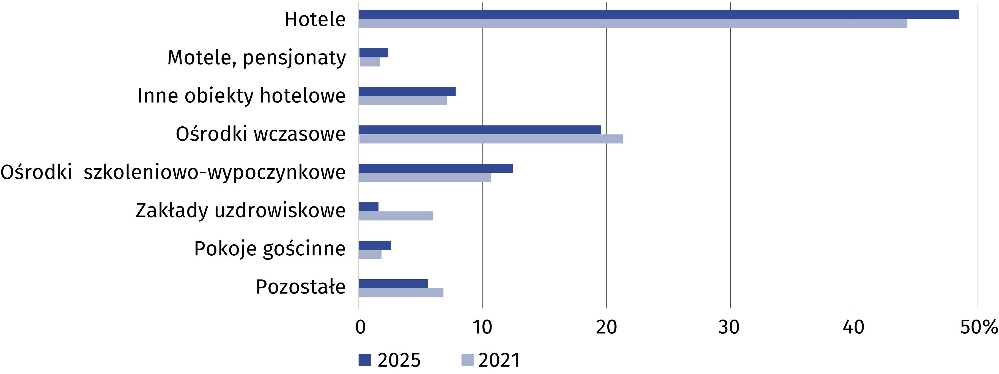 Hotele
Motele, pensjonaty
Inne obiekty hotelowe
Ośrodki wczasowe
Ośrodki szkoleniowo-wypoczynkowe
Zakłady uzdrowiskowe
Pokoje gościnne
Pozostałe
0 10 20 30 40 50%
2025 2021